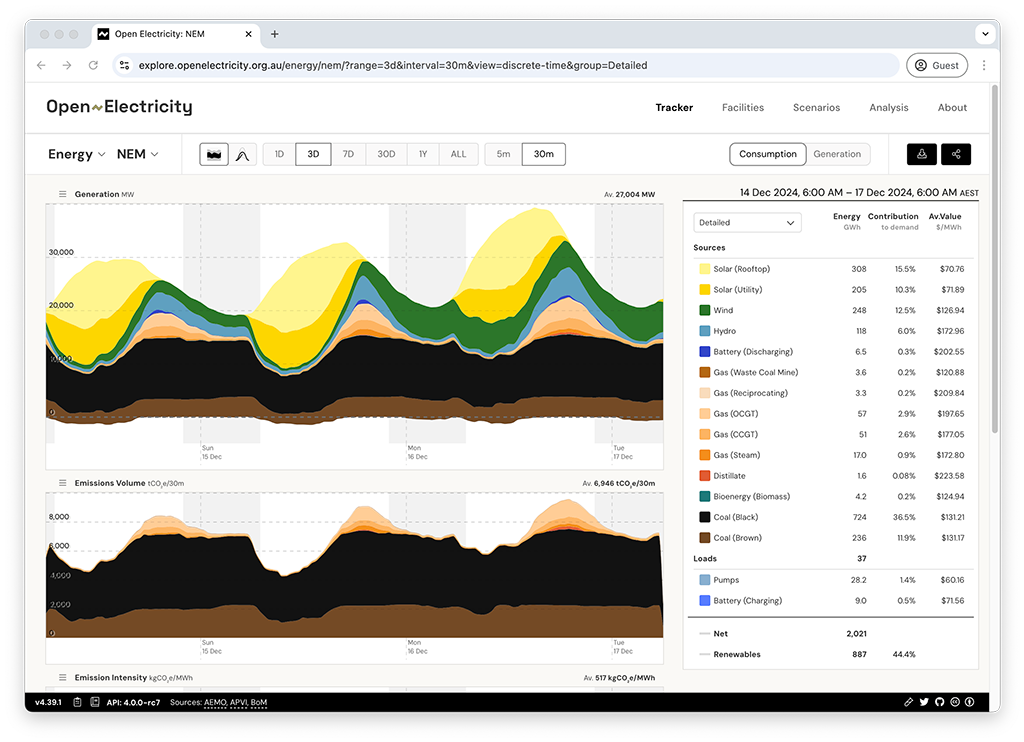 Open Electricity: NEM
explore.openelectricity.org.au/energy/nem/?range=3d&interval=30m&view=discrete-time&group=Detailed
Guest
Open Electricity
Tracker Facilities Scenarios Analysis About
Energy NEM 1D 3D 7D 30D 1Y ALL 5m 30m Consumption Generation
Generation MW Av. 27,004 MW
30,000
20,000
0
Sun Mon Tue
15 Dec 16 Dec 17 Dec
Emissions Volume tCO₂e/30m Av. 6,946 tCO₂e/30m
8,000
6,000
4,000
2,000
0
Sun Mon Tue
15 Dec 16 Dec 17 Dec
Emission Intensity kgCO₂e/MWh Av. 517 kgCO₂e/MWh
14 Dec 2024, 6:00 AM – 17 Dec 2024, 6:00 AM AEST
Detailed Energy Contribution Av.Value
GWh to demand $/MWh
Sources
Solar (Rooftop) 308 15.5% $70.76
Solar (Utility) 205 10.3% $71.89
Wind 248 12.5% $126.94
Hydro 118 6.0% $172.96
Battery (Discharging) 6.5 0.3% $202.55
Gas (Waste Coal Mine) 3.6 0.2% $120.88
Gas (Reciprocating) 3.3 0.2% $209.84
Gas (OCGT) 57 2.9% $197.65
Gas (CCGT) 51 2.6% $177.05
Gas (Steam) 17.0 0.9% $172.80
Distillate 1.6 0.08% $223.58
Bioenergy (Biomass) 4.2 0.2% $124.94
Coal (Black) 724 36.5% $131.21
Coal (Brown) 236 11.9% $131.17
Loads 37
Pumps 28.2 1.4% $60.16
Battery (Charging) 9.0 0.5% $71.56
Net 2,021
Renewables 887 44.4%
v4.39.1 API: 4.0.0-rc7 Sources: AEMO, APVI, BoM